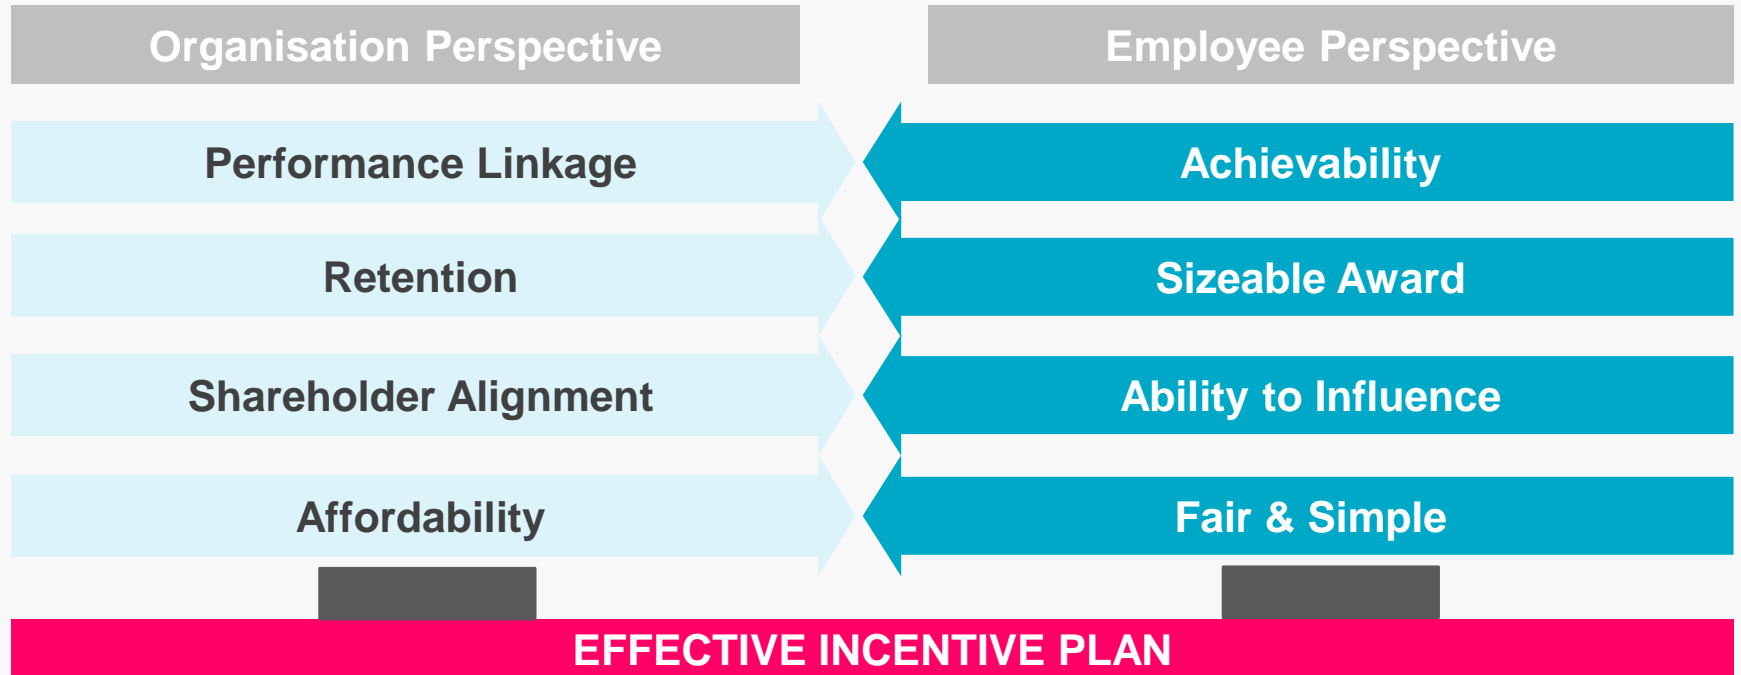 Organisation Perspective
Employee Perspective
Performance Linkage
Achievability
Retention
Sizeable Award
Shareholder Alignment
Ability to Influence
Affordability
Fair & Simple
EFFECTIVE INCENTIVE PLAN